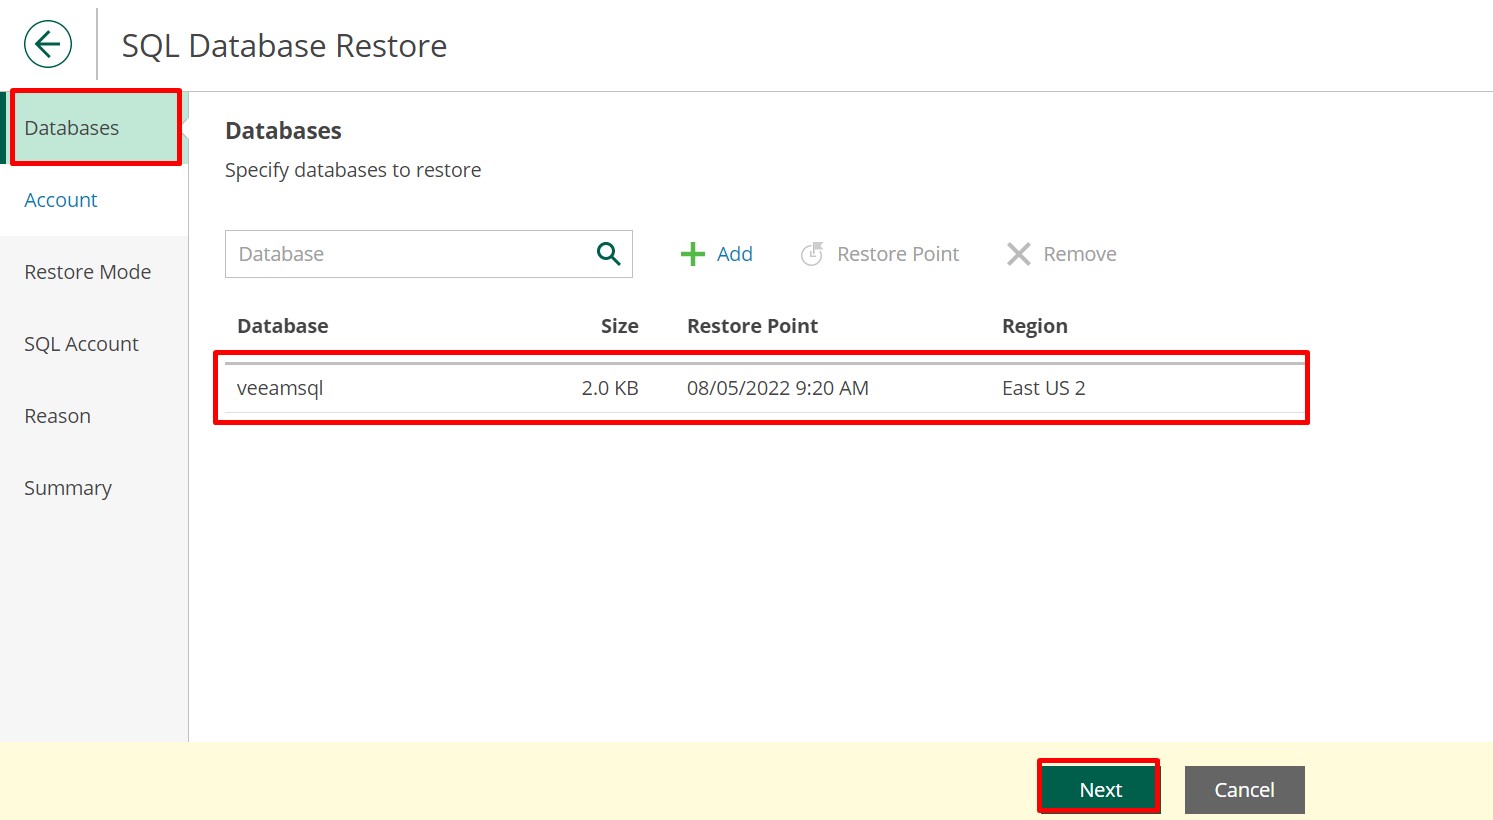 SQL Database Restore
Databases
Account
Restore Mode
SQL Account
Reason
Summary
Databases
Specify databases to restore
Database
Add
Restore Point
Remove
Database Size Restore Point Region
veeamsql 2.0 KB 08/05/2022 9:20 AM East US 2
Next
Cancel